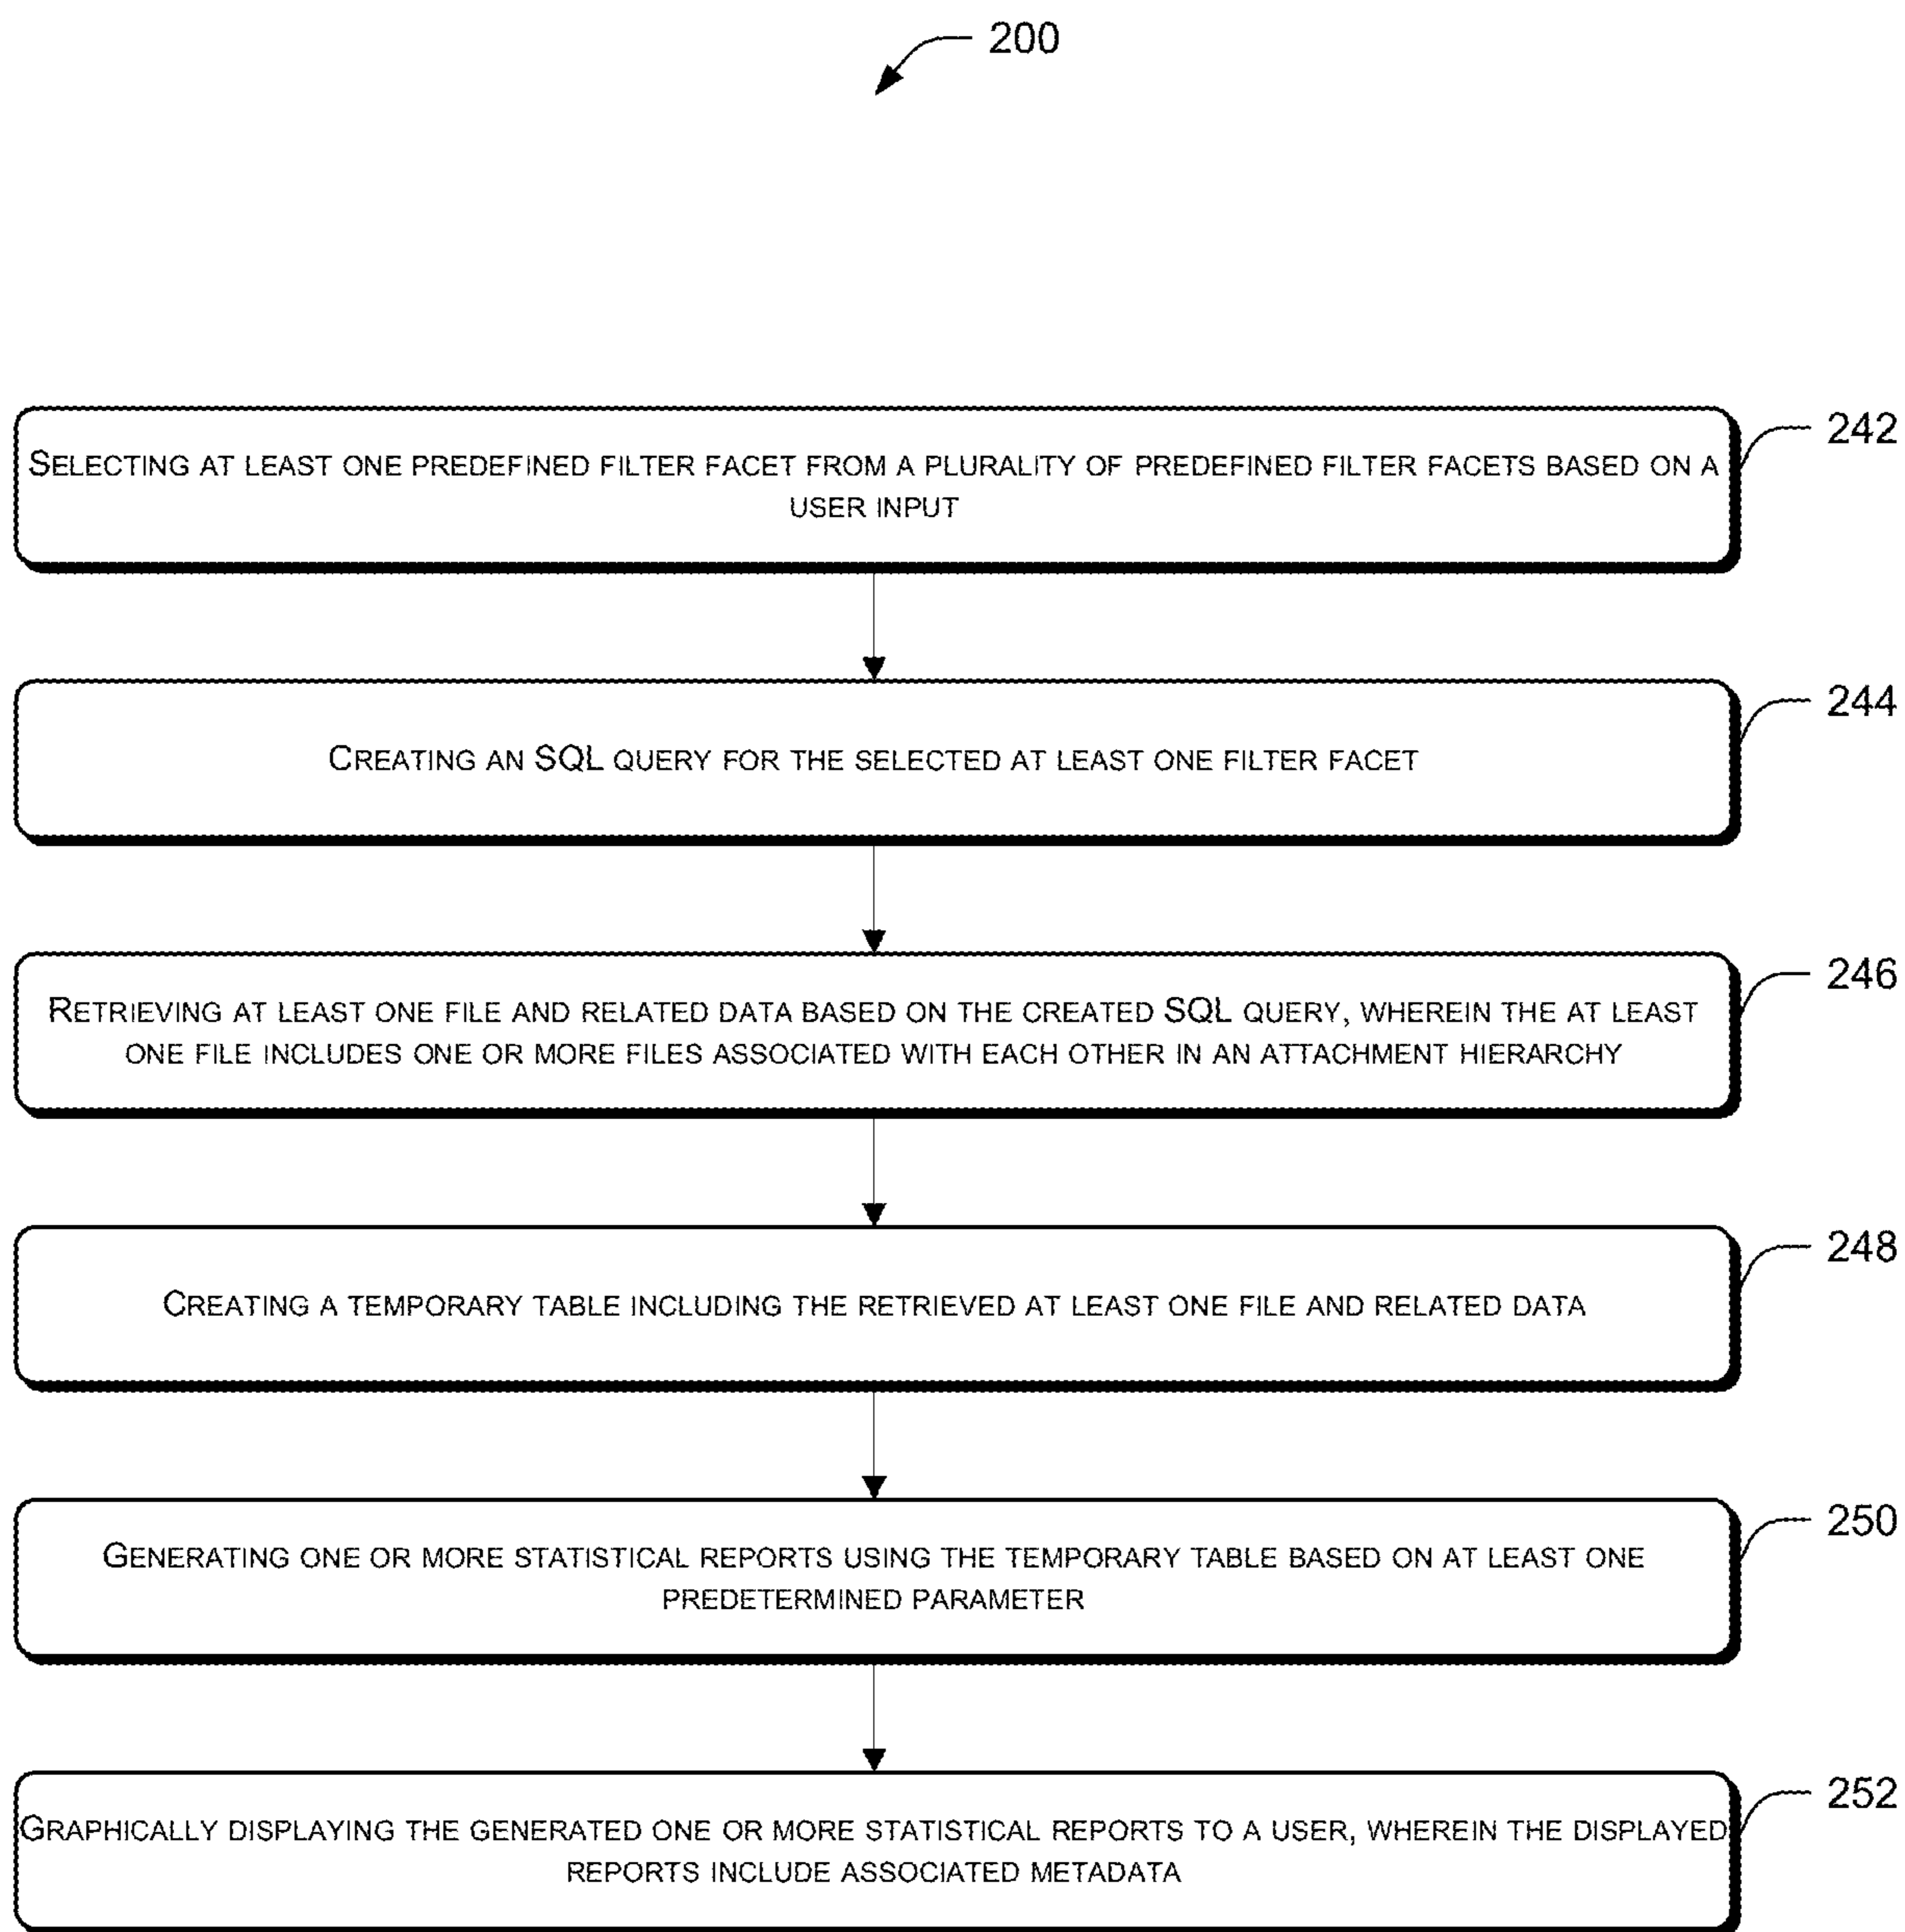 200
242
SELECTING AT LEAST ONE PREDEFINED FILTER FACET FROM A PLURALITY OF PREDEFINED FILTER FACETS BASED ON A
USER INPUT
244
CREATING AN SQL QUERY FOR THE SELECTED AT LEAST ONE FILTER FACET
246
RETRIEVING AT LEAST ONE FILE AND RELATED DATA BASED ON THE CREATED SQL QUERY, WHEREIN THE AT LEAST
ONE FILE INCLUDES ONE OR MORE FILES ASSOCIATED WITH EACH OTHER IN AN ATTACHMENT HIERARCHY
248
CREATING A TEMPORARY TABLE INCLUDING THE RETRIEVED AT LEAST ONE FILE AND RELATED DATA
250
GENERATING ONE OR MORE STATISTICAL REPORTS USING THE TEMPORARY TABLE BASED ON AT LEAST ONE
PREDETERMINED PARAMETER
252
GRAPHICALLY DISPLAYING THE GENERATED ONE OR MORE STATISTICAL REPORTS TO A USER, WHEREIN THE DISPLAYED
REPORTS INCLUDE ASSOCIATED METADATA